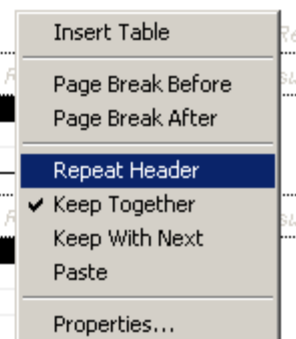 Insert Table
Page Break Before
Page Break After
Repeat Header
Keep Together
Keep With Next
Paste
Properties...